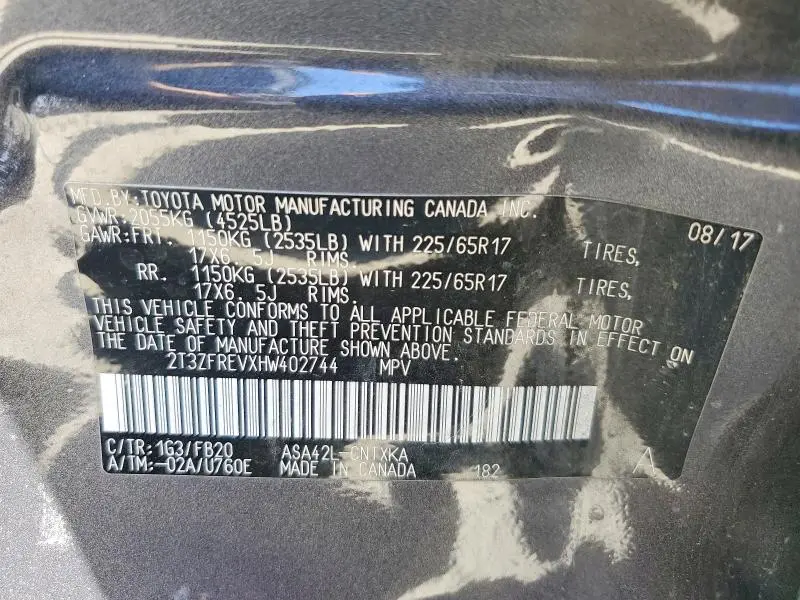 MFD.BY:TOYOTA MOTOR MANUFACTURING CANADA INC.
08/17
GVWR:2055KG (4525LB)
GAWR:FRT. 1150KG (2535LB) WITH 225/65R17 TIRES,
17X6.5J RIMS.
RR. 1150KG (2535LB) WITH 225/65R17 TIRES,
17X6.5J RIMS.
THIS VEHICLE CONFORMS TO ALL APPLICABLE FEDERAL MOTOR
VEHICLE SAFETY AND THEFT PREVENTION STANDARDS IN EFFECT ON
THE DATE OF MANUFACTURE SHOWN ABOVE.
2T3ZFREVXHW402744 MPV
C/TR:1G3/FB20 ASA42L-CNTXKA
A/TM:-02A/U760E MADE IN CANADA 182 A